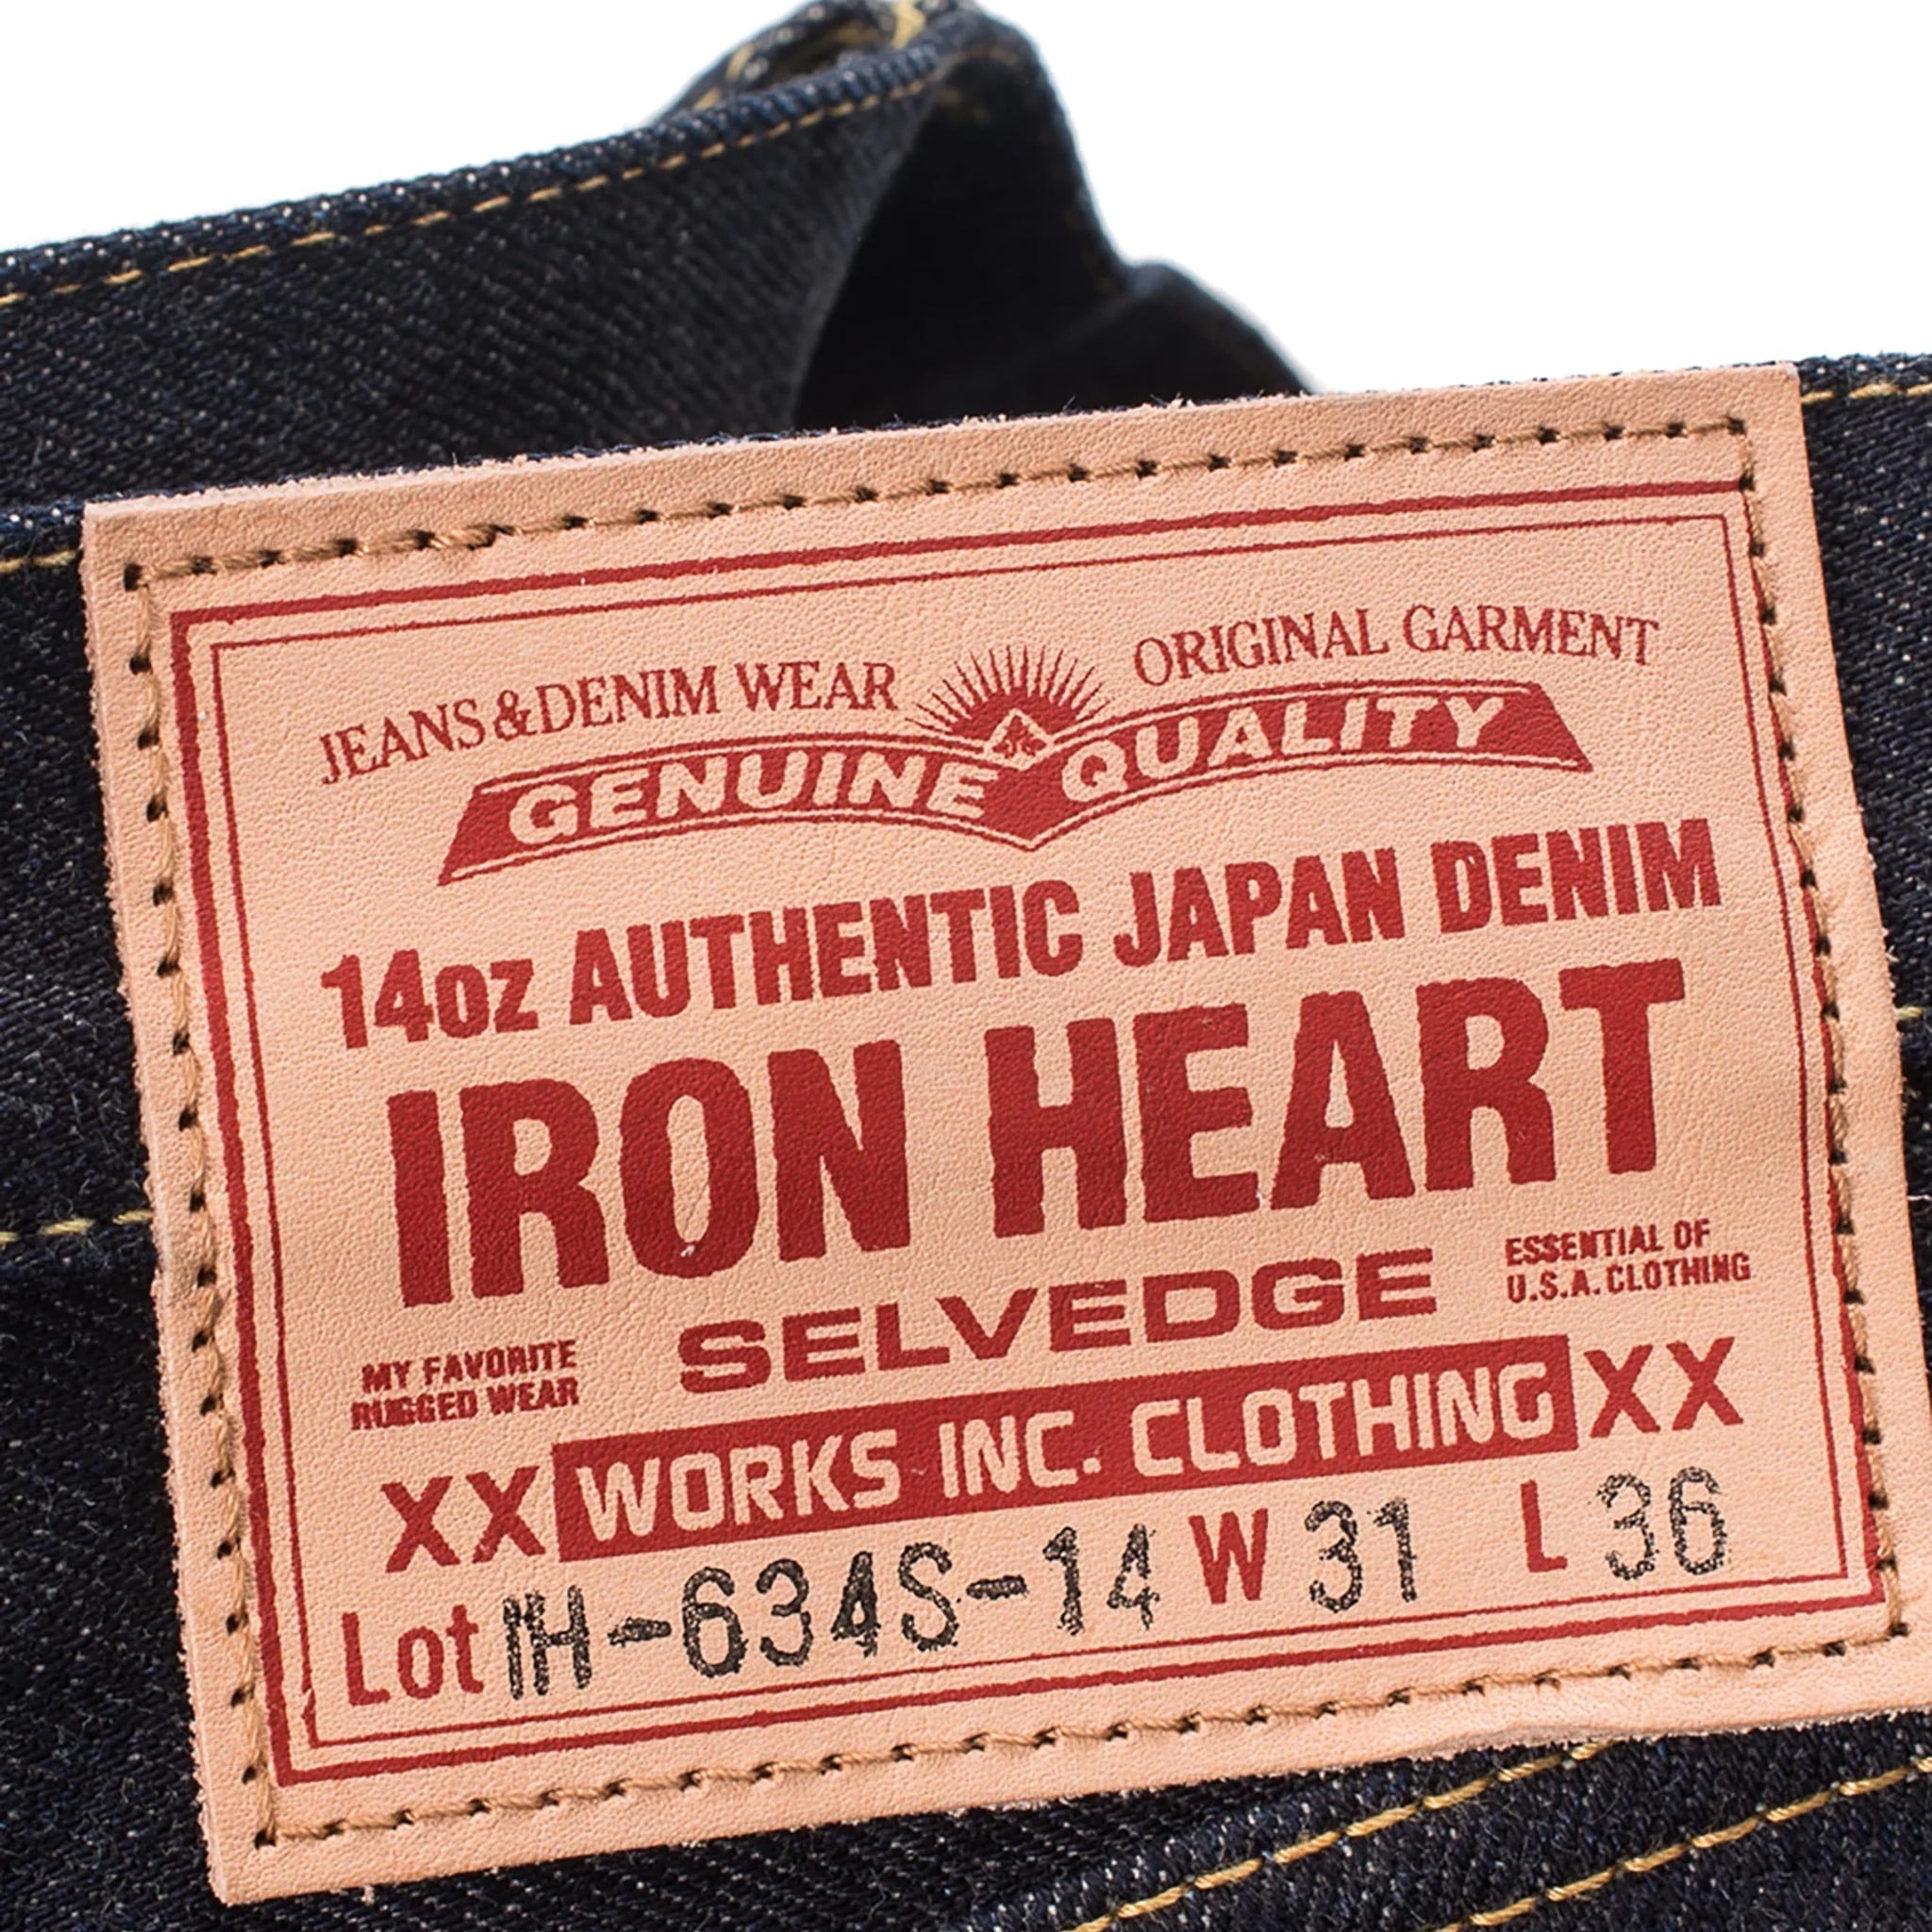 JEANS & DENIM WEAR ORIGINAL GARMENT
GENUINE QUALITY
14oz AUTHENTIC JAPAN DENIM
IRON HEART
SELVEDGE
ESSENTIAL OF
U.S.A. CLOTHING
MY FAVORITE
RUGGED WEAR
XX WORKS INC. CLOTHING XX
Lot IH-634S-14 W 31 L 36